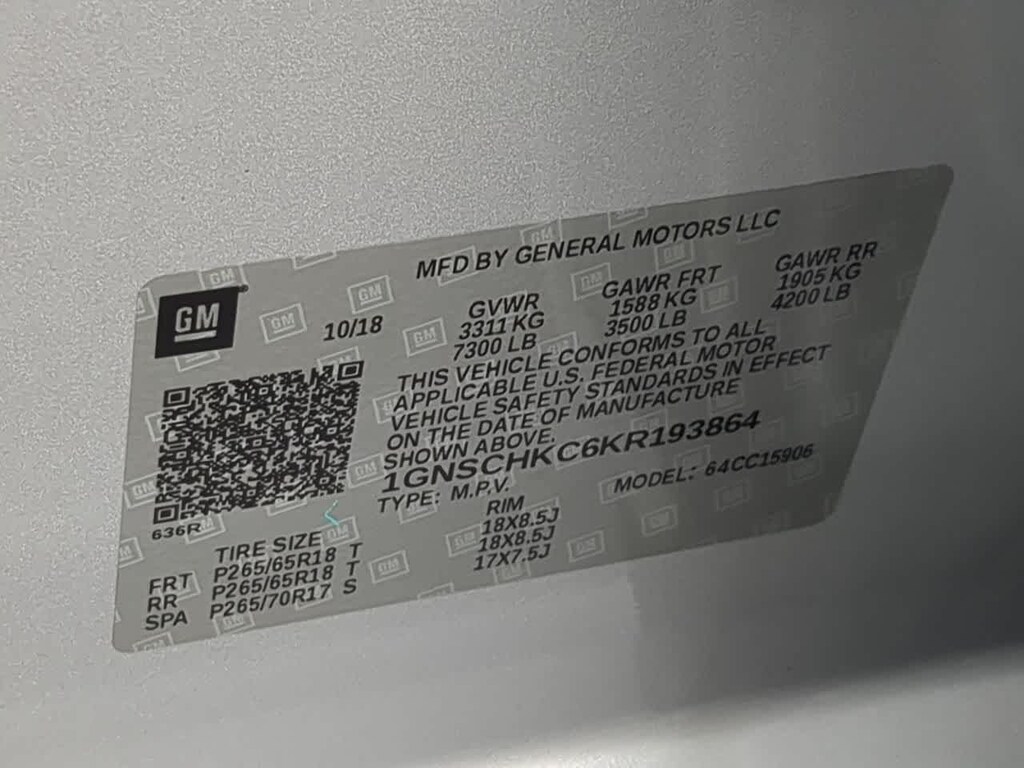 MFD BY GENERAL MOTORS LLC
GM
10/18
GVWR GAWR FRT GAWR RR
3311 KG 1588 KG 1905 KG
7300 LB 3500 LB 4200 LB
THIS VEHICLE CONFORMS TO ALL
APPLICABLE U.S. FEDERAL MOTOR
VEHICLE SAFETY STANDARDS IN EFFECT
ON THE DATE OF MANUFACTURE
SHOWN ABOVE.
1GNSCHKC6KR193864
TYPE: M.P.V. MODEL: 64CC15906
636R
TIRE SIZE RIM
FRT P265/65R18 T 18X8.5J
RR P265/65R18 T 18X8.5J
SPA P265/70R17 S 17X7.5J